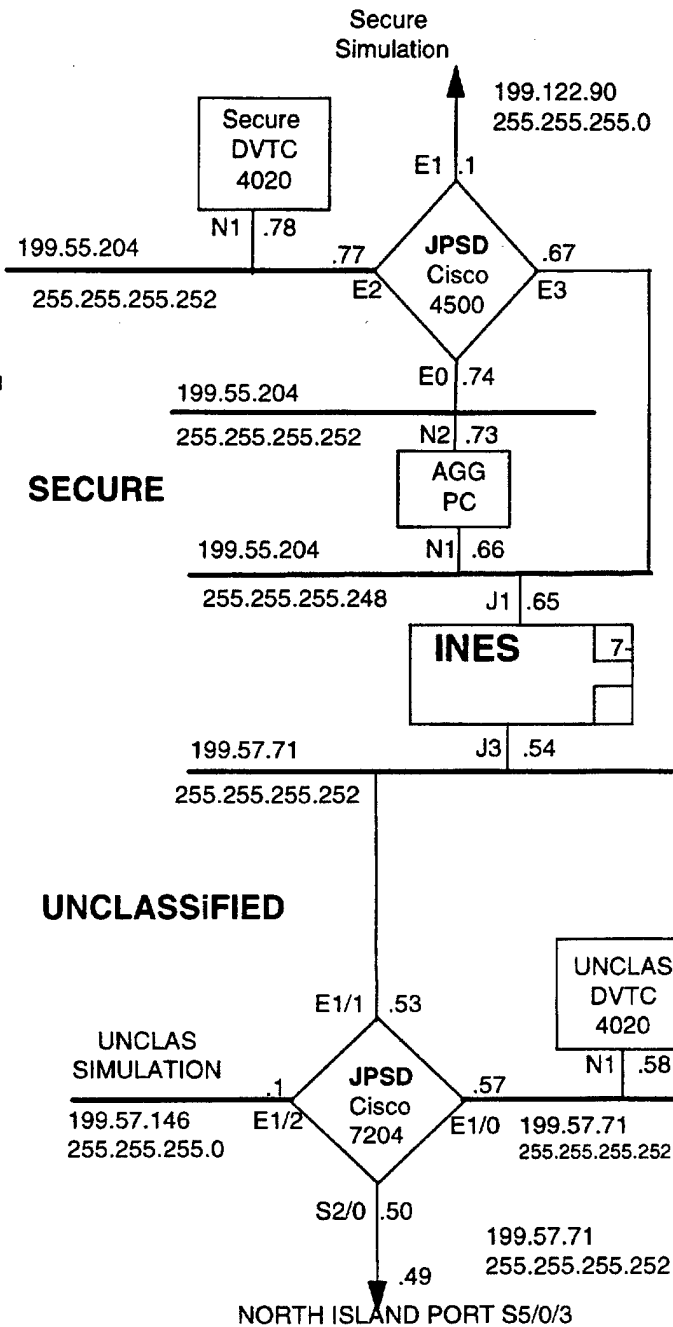 Secure
Simulation
199.122.90
255.255.255.0
Secure
DVTC
4020
E1 .1
N1 .78
199.55.204
.77
JPSD
Cisco
4500
.67
E2
E3
255.255.255.252
E0 .74
199.55.204
255.255.255.252
N2 .73
AGG
PC
SECURE
199.55.204
N1 .66
255.255.255.248
J1 .65
INES
7-
199.57.71
J3 .54
255.255.255.252
UNCLASSiFIED
UNCLAS
DVTC
4020
E1/1 .53
UNCLAS
SIMULATION
N1 .58
.1
JPSD
Cisco
7204
.57
E1/2
E1/0
199.57.146
255.255.255.0
199.57.71
255.255.255.252
S2/0 .50
199.57.71
255.255.255.252
.49
NORTH ISLAND PORT S5/0/3